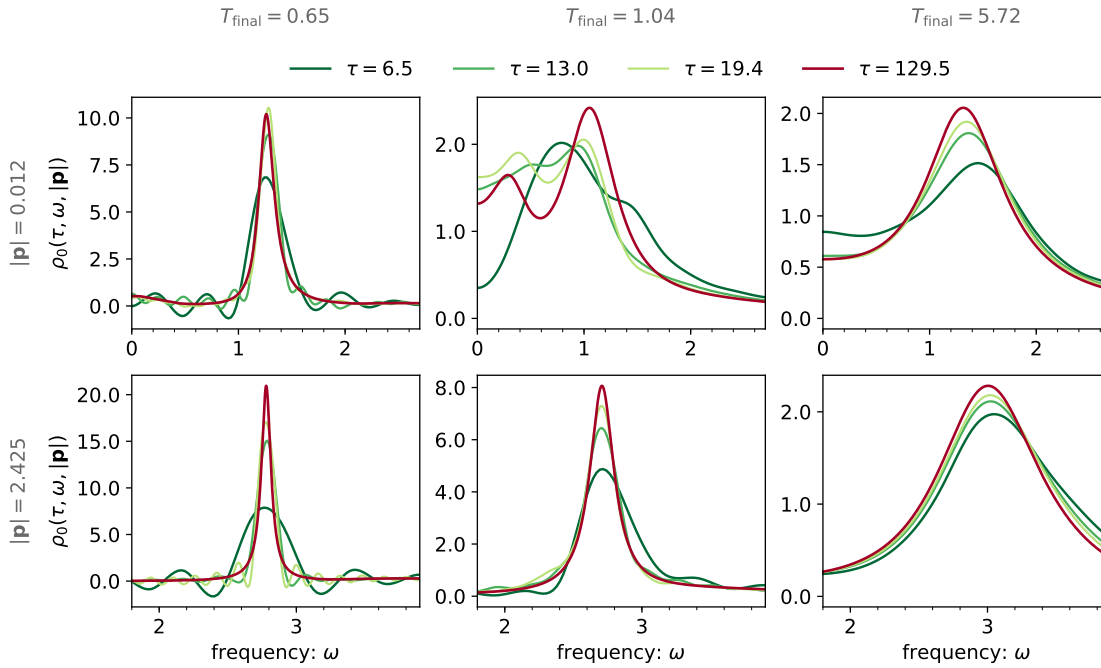 T_final = 0.65 T_final = 1.04 T_final = 5.72
τ = 6.5 τ = 13.0 τ = 19.4 τ = 129.5
|p| = 0.012
ρ₀(τ, ω, |p|)
10.0
7.5
5.0
2.5
0.0
0 1 2
2.0
1.0
0.0
0 1 2
2.0
1.5
1.0
0.5
0.0
0 1 2
|p| = 2.425
ρ₀(τ, ω, |p|)
20.0
15.0
10.0
5.0
0.0
2 3
frequency: ω
8.0
6.0
4.0
2.0
0.0
2 3
frequency: ω
2.0
1.0
0.0
2 3
frequency: ω